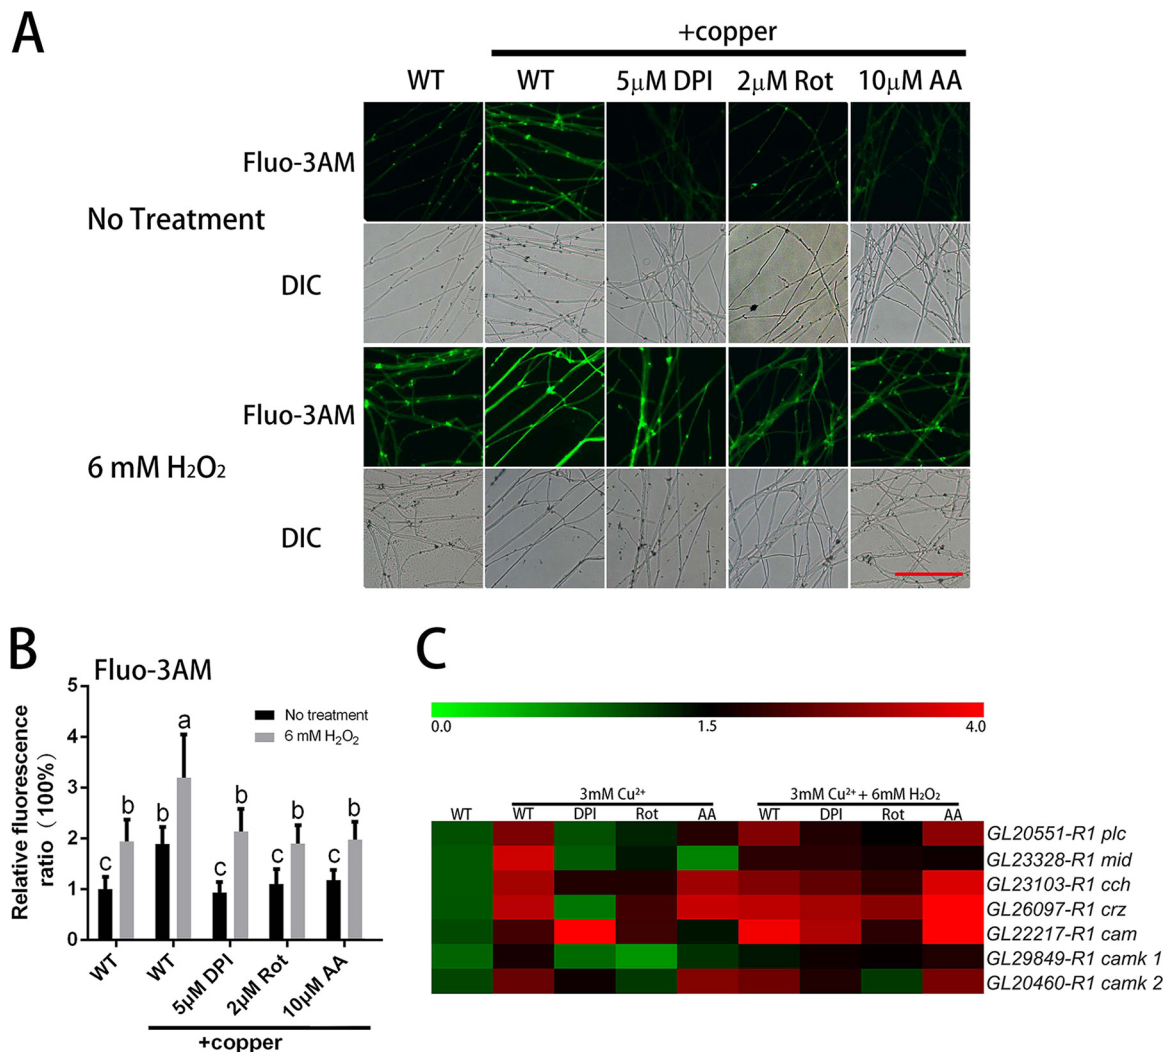 A
+copper
WT WT 5μM DPI 2μM Rot 10μM AA
Fluo-3AM
No Treatment
DIC
Fluo-3AM
6 mM H₂O₂
DIC
B
Fluo-3AM
Relative fluorescence
ratio (100%)
5
4
3
2
1
0
No treatment
6 mM H₂O₂
c b b a c b c b c b
WT WT 5μM DPI 2μM Rot 10μM AA
+copper
C
0.0 1.5 4.0
3mM Cu²⁺ 3mM Cu²⁺ + 6mM H₂O₂
WT WT DPI Rot AA WT DPI Rot AA
GL20551-R1 plc
GL23328-R1 mid
GL23103-R1 cch
GL26097-R1 crz
GL22217-R1 cam
GL29849-R1 camk 1
GL20460-R1 camk 2